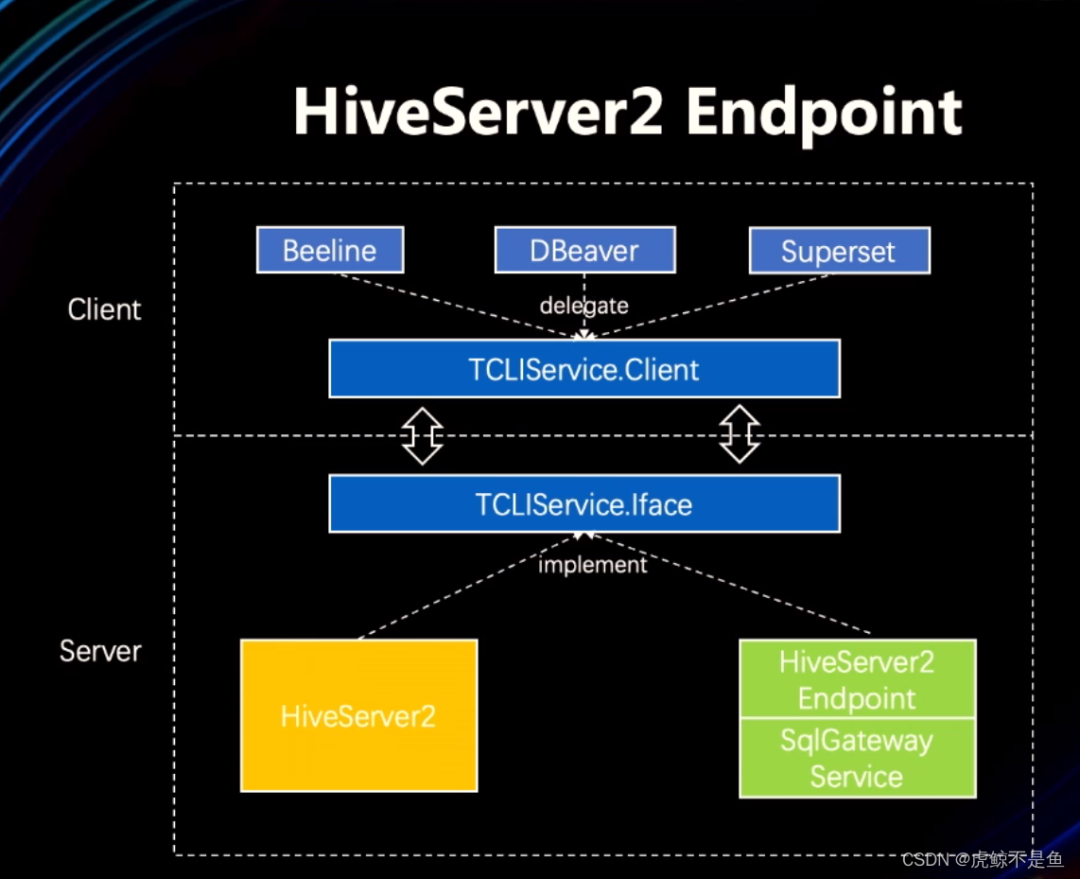 HiveServer2 Endpoint
Beeline
DBeaver
Superset
Client
delegate
TCLIService.Client
TCLIService.Iface
implement
Server
HiveServer2
HiveServer2
Endpoint
SqlGateway
Service
CSDN @虎鲸不是鱼